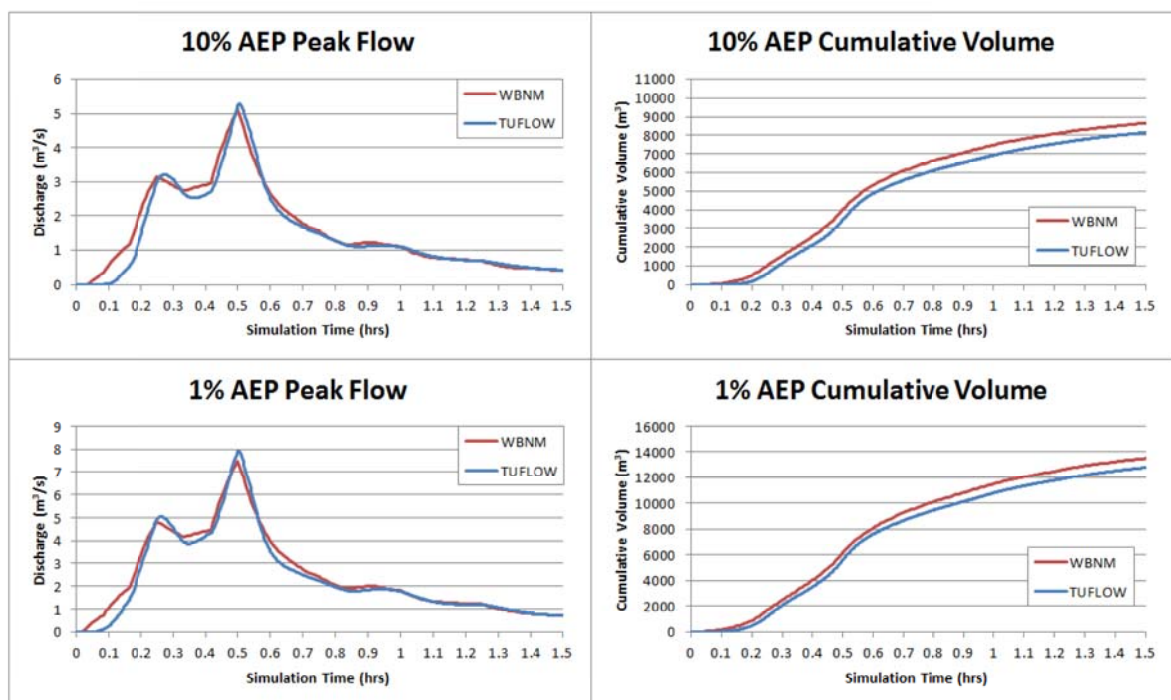 10% AEP Peak Flow
Discharge (m³/s)
6
5
4
3
2
1
0
WBNM
TUFLOW
0 0.1 0.2 0.3 0.4 0.5 0.6 0.7 0.8 0.9 1 1.1 1.2 1.3 1.4 1.5
Simulation Time (hrs)
10% AEP Cumulative Volume
Cumulative Volume (m³)
11000
10000
9000
8000
7000
6000
5000
4000
3000
2000
1000
0
WBNM
TUFLOW
0 0.1 0.2 0.3 0.4 0.5 0.6 0.7 0.8 0.9 1 1.1 1.2 1.3 1.4 1.5
Simulation Time (hrs)
1% AEP Peak Flow
Discharge (m³/s)
9
8
7
6
5
4
3
2
1
0
WBNM
TUFLOW
0 0.1 0.2 0.3 0.4 0.5 0.6 0.7 0.8 0.9 1 1.1 1.2 1.3 1.4 1.5
Simulation Time (hrs)
1% AEP Cumulative Volume
Cumulative Volume (m³)
16000
14000
12000
10000
8000
6000
4000
2000
0
WBNM
TUFLOW
0 0.1 0.2 0.3 0.4 0.5 0.6 0.7 0.8 0.9 1 1.1 1.2 1.3 1.4 1.5
Simulation Time (hrs)